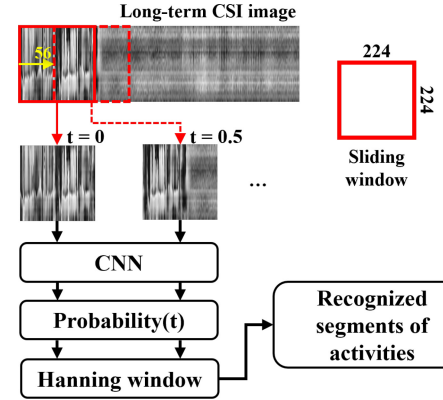 Long-term CSI image
56
224
224
t = 0
t = 0.5
Sliding
window
...
CNN
Probability(t)
Hanning window
Recognized
segments of
activities